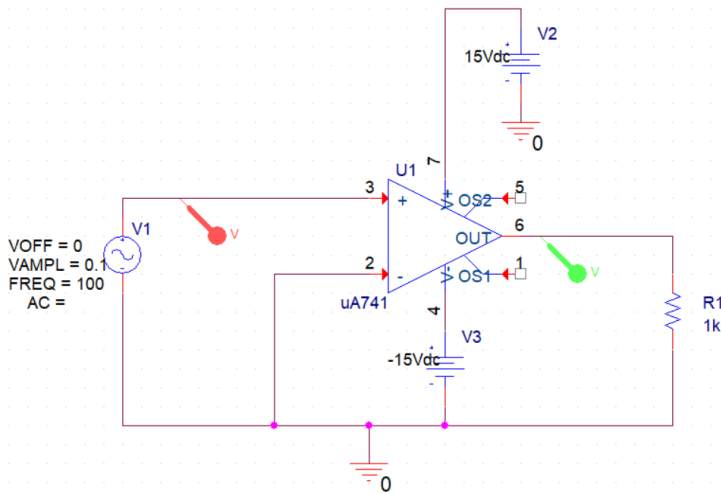 V2
15Vdc
+
-
0
U1
7
3
+
V+
OS2
5
V
V1
+
-
VOFF = 0
VAMPL = 0.1
FREQ = 100
AC =
OUT
6
V
2
-
V-
OS1
1
uA741
4
R1
1k
V3
-15Vdc
+
-
0